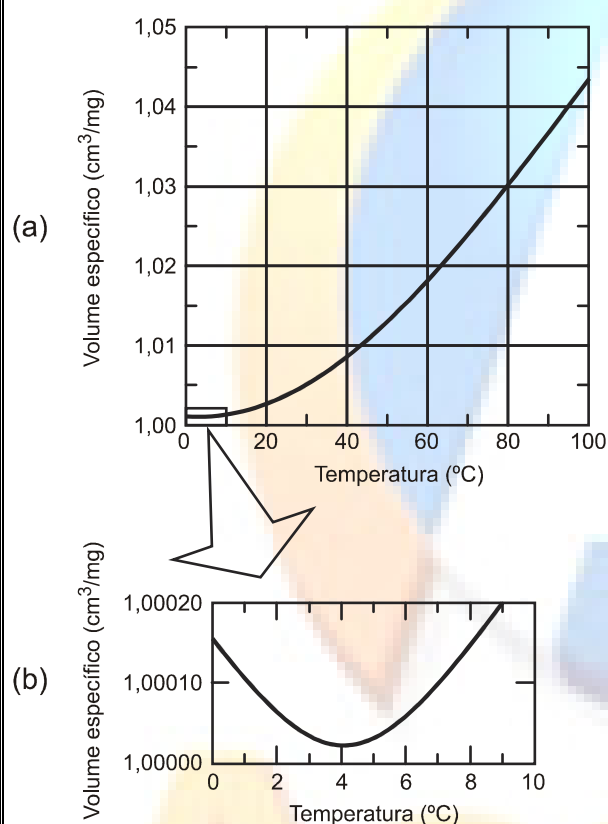 (a)
Volume específico (cm³/mg)
1,05
1,04
1,03
1,02
1,01
1,00
0 20 40 60 80 100
Temperatura (ºC)
(b)
Volume específico (cm³/mg)
1,00020
1,00010
1,00000
0 2 4 6 8 10
Temperatura (ºC)